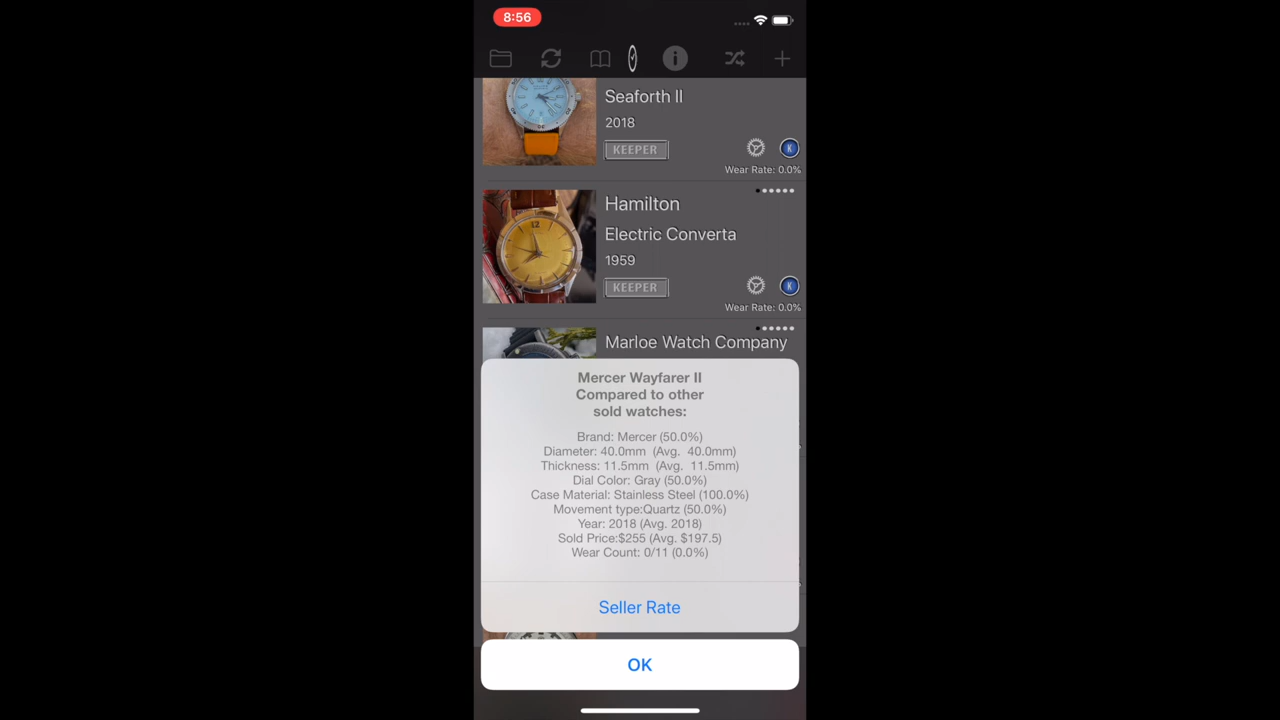 8:56
Seaforth II
2018
KEEPER
K
Wear Rate: 0.0%
Hamilton
Electric Converta
1959
KEEPER
K
Wear Rate: 0.0%
Marloe Watch Company
Mercer Wayfarer II
Compared to other
sold watches:
Brand: Mercer (50.0%)
Diameter: 40.0mm (Avg. 40.0mm)
Thickness: 11.5mm (Avg. 11.5mm)
Dial Color: Gray (50.0%)
Case Material: Stainless Steel (100.0%)
Movement type:Quartz (50.0%)
Year: 2018 (Avg. 2018)
Sold Price:$255 (Avg. $197.5)
Wear Count: 0/11 (0.0%)
Seller Rate
OK